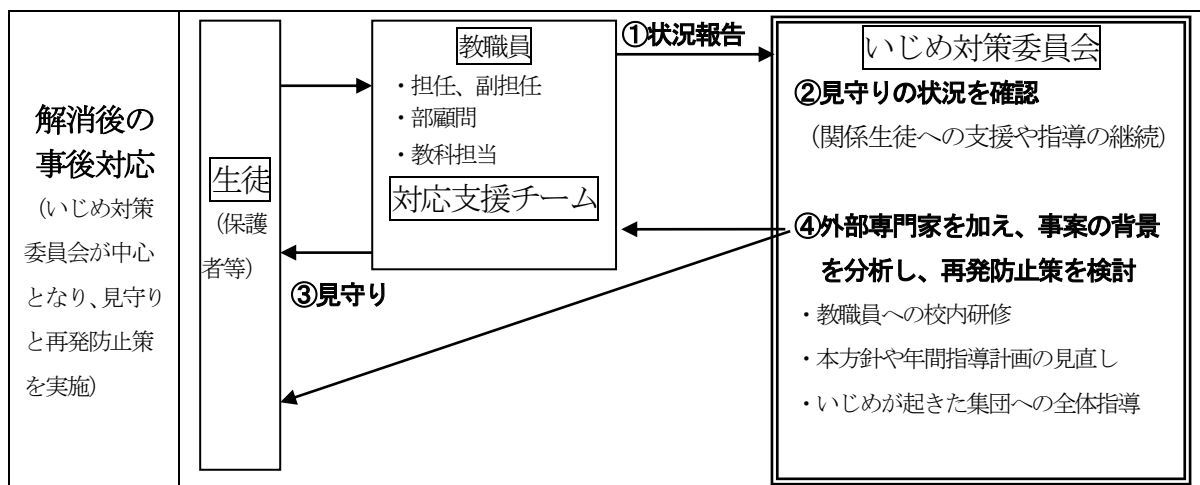 解消後の
事後対応
(いじめ対策
委員会が中心
となり、見守り
と再発防止策
を実施)
生徒
(保護
者等)
教職員
・担任、副担任
・部顧問
・教科担当
対応支援チーム
①状況報告
③見守り
いじめ対策委員会
②見守りの状況を確認
(関係生徒への支援や指導の継続)
④外部専門家を加え、事案の背景
を分析し、再発防止策を検討
・教職員への校内研修
・本方針や年間指導計画の見直し
・いじめが起きた集団への全体指導